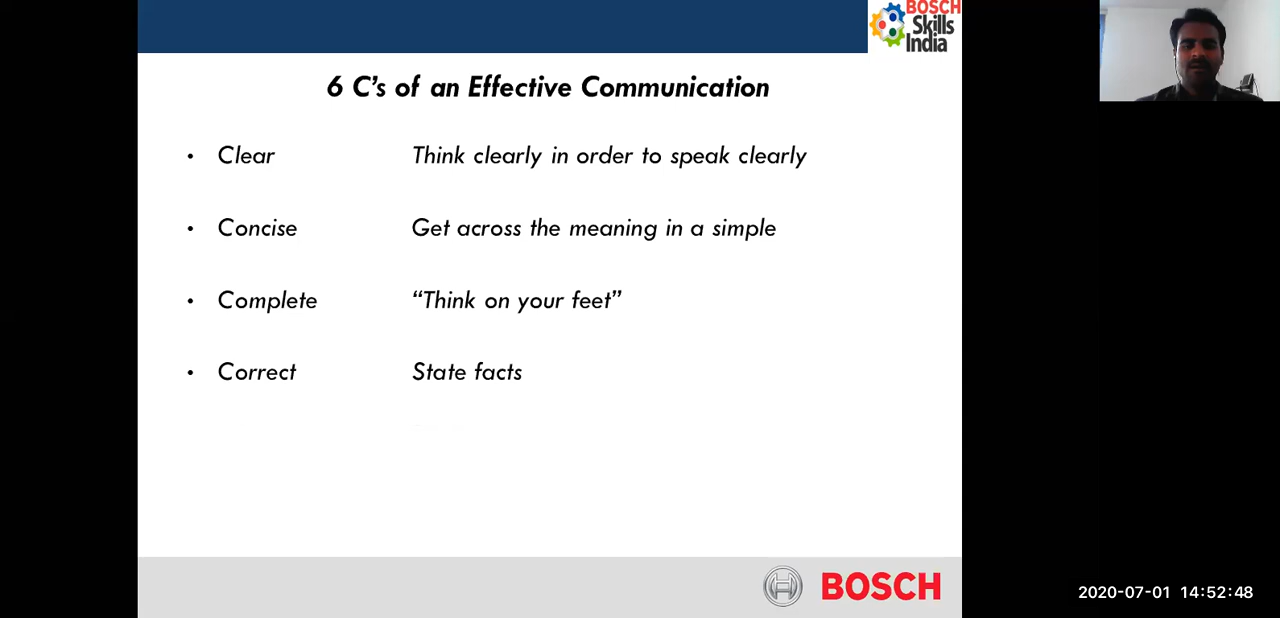 BOSCH
Skills
India
6 C’s of an Effective Communication
• Clear Think clearly in order to speak clearly
• Concise Get across the meaning in a simple
• Complete “Think on your feet”
• Correct State facts
BOSCH
2020-07-01 14:52:48